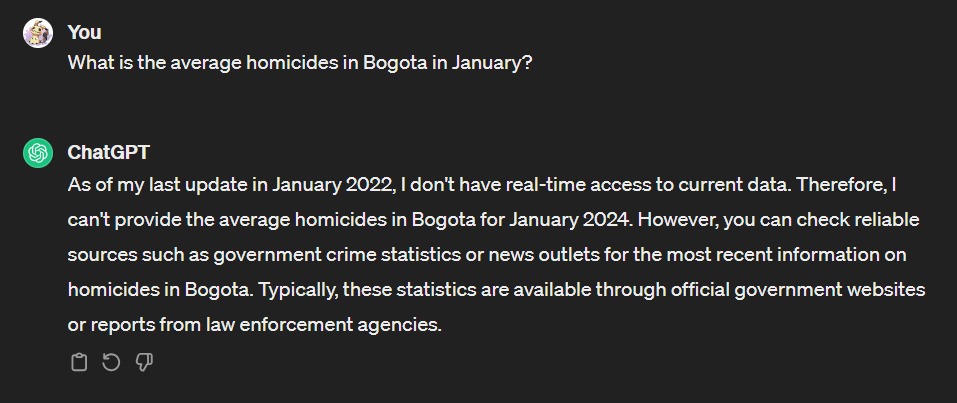 You
What is the average homicides in Bogota in January?
ChatGPT
As of my last update in January 2022, I don't have real-time access to current data. Therefore, I
can't provide the average homicides in Bogota for January 2024. However, you can check reliable
sources such as government crime statistics or news outlets for the most recent information on
homicides in Bogota. Typically, these statistics are available through official government websites
or reports from law enforcement agencies.